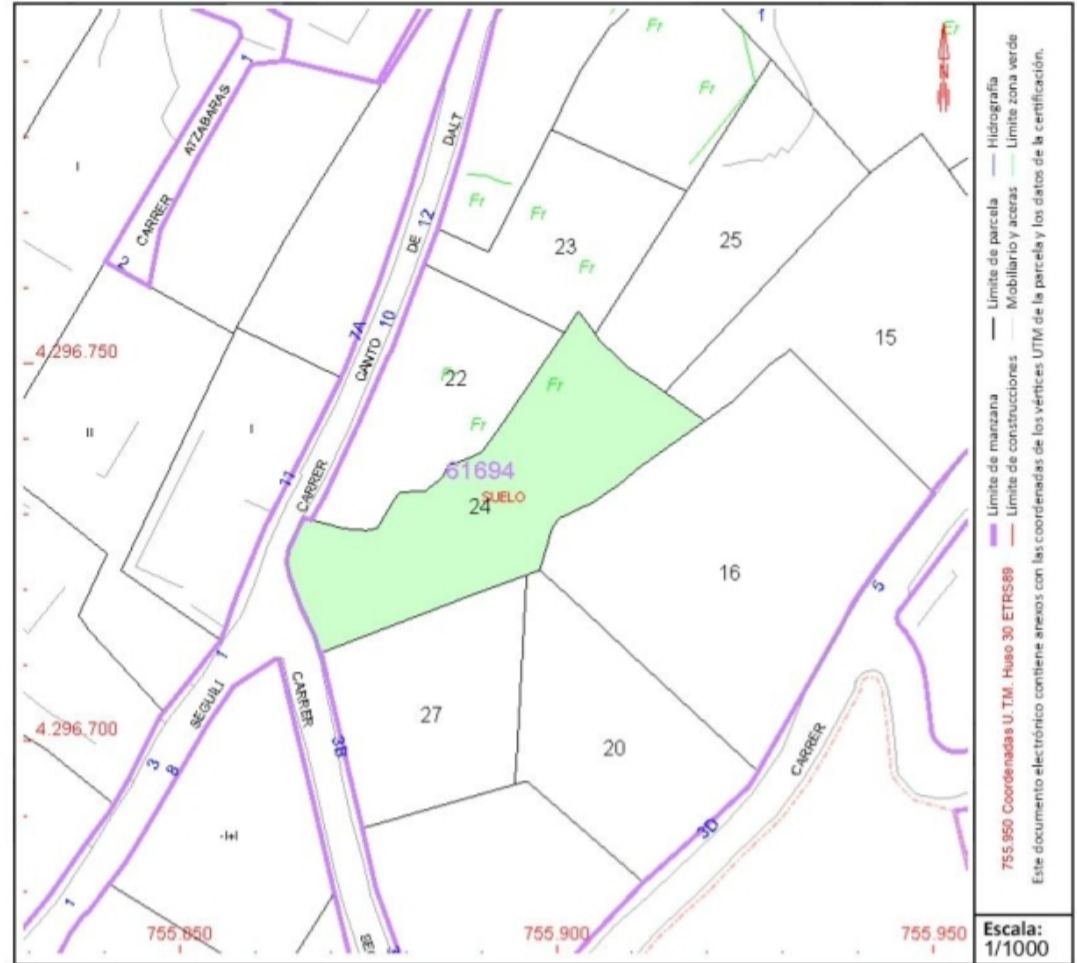 1
Fr
Fr
Fr
1
CARRER ATZABARAS
2
I
DALT
DE
12
Fr
Fr
23
Fr
25
7A
10
CANTO
4.296.750
22
Fr
Fr
Fr
15
II
I
11
CARRER
61694
SUELO
24
16
5
1
SEGUILI
CARRER
27
20
3B
4.296.700
3
8
CARRER
3D
-I+I
1
755.850
755.900
755.950
Límite de manzana
Límite de parcela
Hidrografía
755.950 Coordenadas U.T.M. Huso 30 ETRS89
Límite de construcciones
Mobiliario y aceras
Límite zona verde
Este documento electrónico contiene anexos con las coordenadas de los vértices UTM de la parcela y los datos de la certificación.
Escala:
1/1000